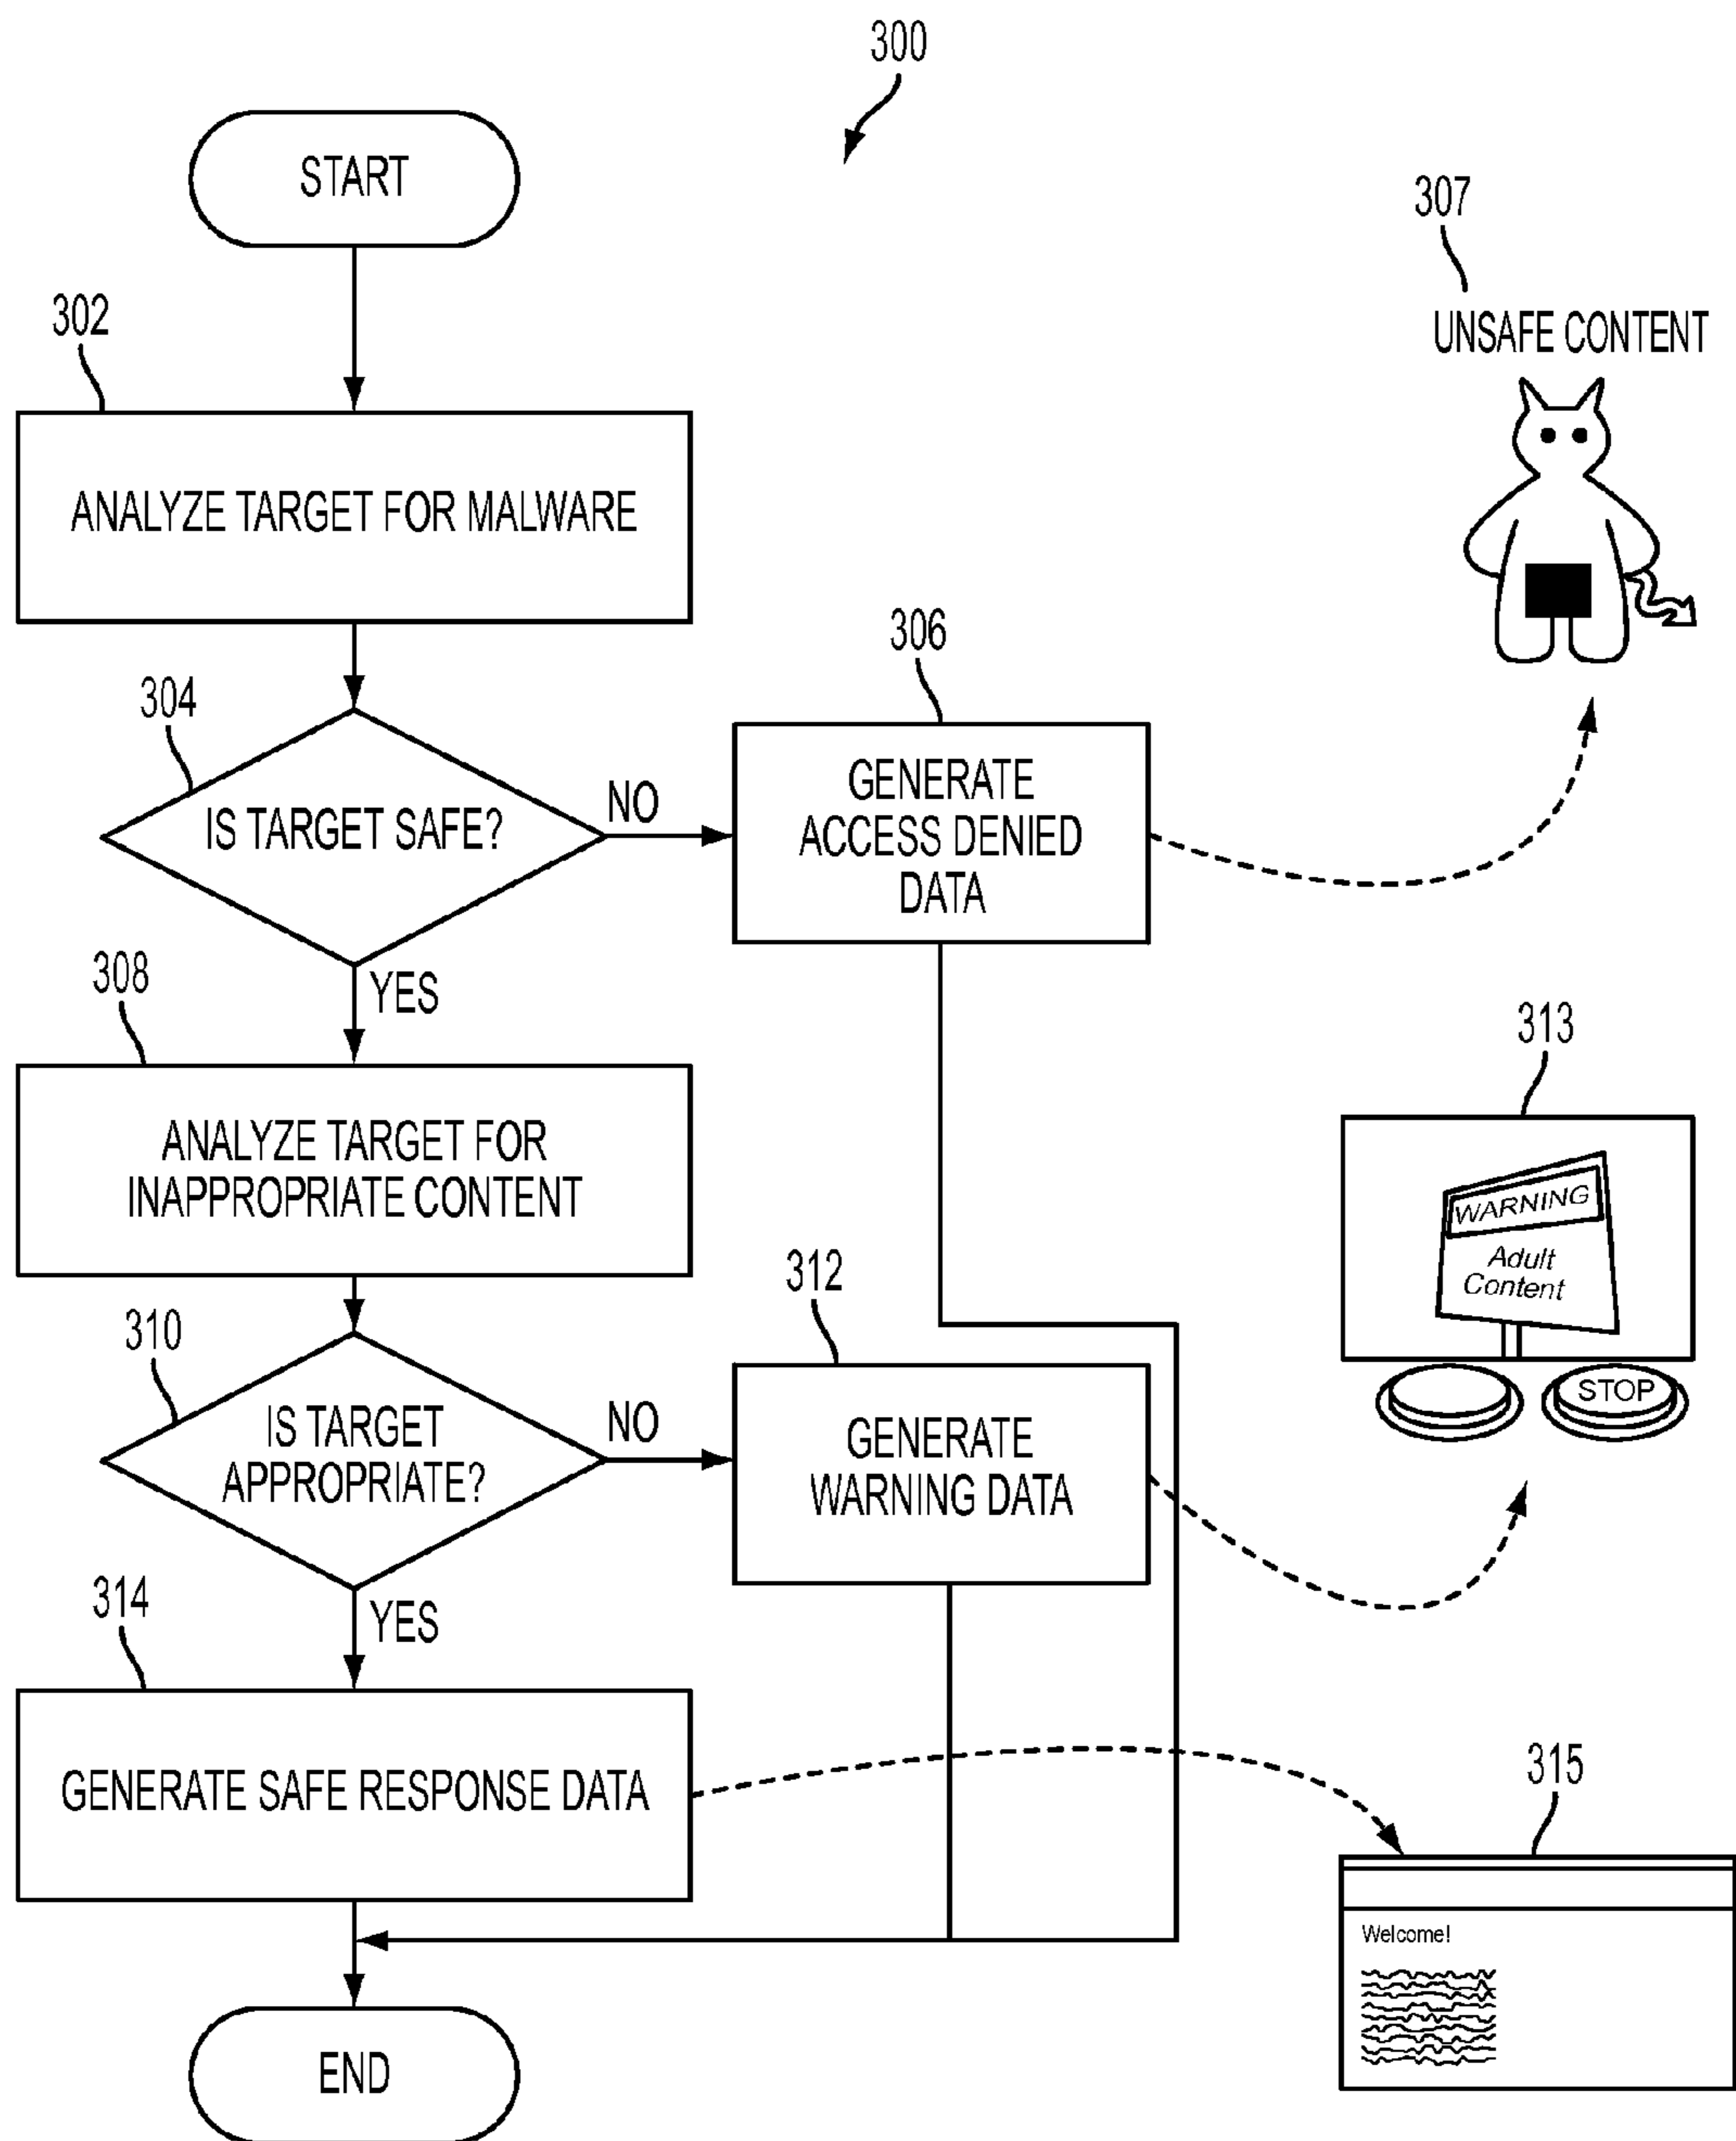 300
START
307
UNSAFE CONTENT
302
ANALYZE TARGET FOR MALWARE
304
IS TARGET SAFE?
NO
306
GENERATE
ACCESS DENIED
DATA
YES
308
ANALYZE TARGET FOR
INAPPROPRIATE CONTENT
313
WARNING
Adult
Content
STOP
310
IS TARGET
APPROPRIATE?
NO
312
GENERATE
WARNING DATA
YES
314
GENERATE SAFE RESPONSE DATA
315
Welcome!
END